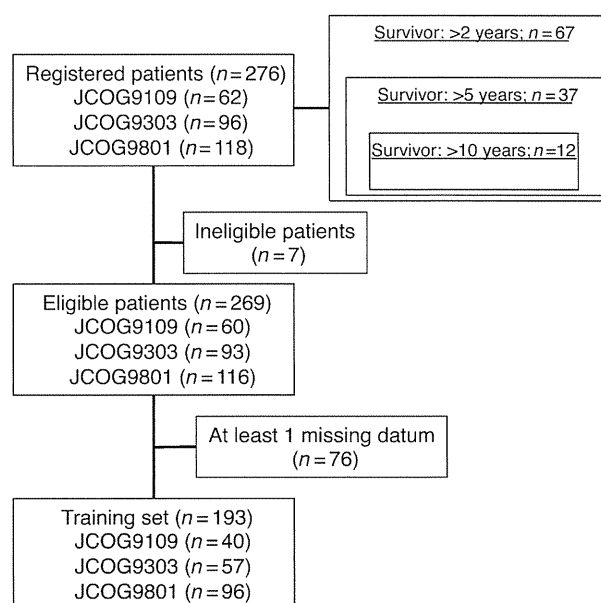 Registered patients (n=276)
JCOG9109 (n=62)
JCOG9303 (n=96)
JCOG9801 (n=118)
Survivor: >2 years; n=67
Survivor: >5 years; n=37
Survivor: >10 years; n=12
Ineligible patients
(n=7)
Eligible patients (n=269)
JCOG9109 (n=60)
JCOG9303 (n=93)
JCOG9801 (n=116)
At least 1 missing datum
(n=76)
Training set (n=193)
JCOG9109 (n=40)
JCOG9303 (n=57)
JCOG9801 (n=96)